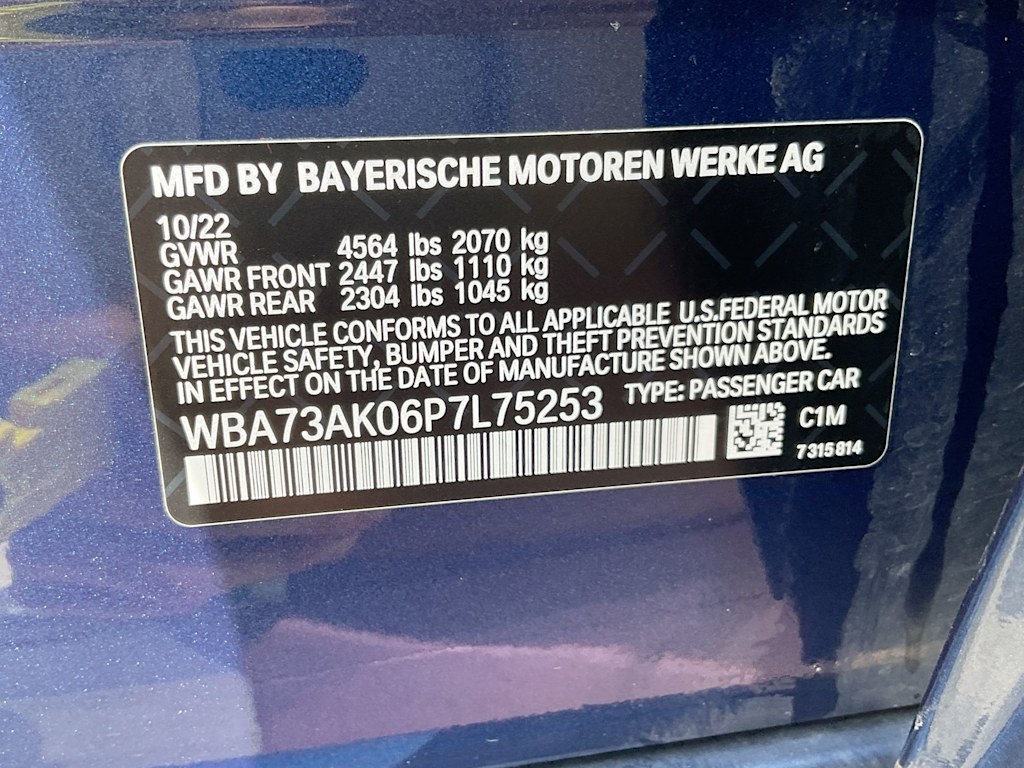 MFD BY BAYERISCHE MOTOREN WERKE AG
10/22
GVWR 4564 lbs 2070 kg
GAWR FRONT 2447 lbs 1110 kg
GAWR REAR 2304 lbs 1045 kg
THIS VEHICLE CONFORMS TO ALL APPLICABLE U.S.FEDERAL MOTOR
VEHICLE SAFETY, BUMPER AND THEFT PREVENTION STANDARDS
IN EFFECT ON THE DATE OF MANUFACTURE SHOWN ABOVE.
WBA73AK06P7L75253 TYPE: PASSENGER CAR
C1M
7315814